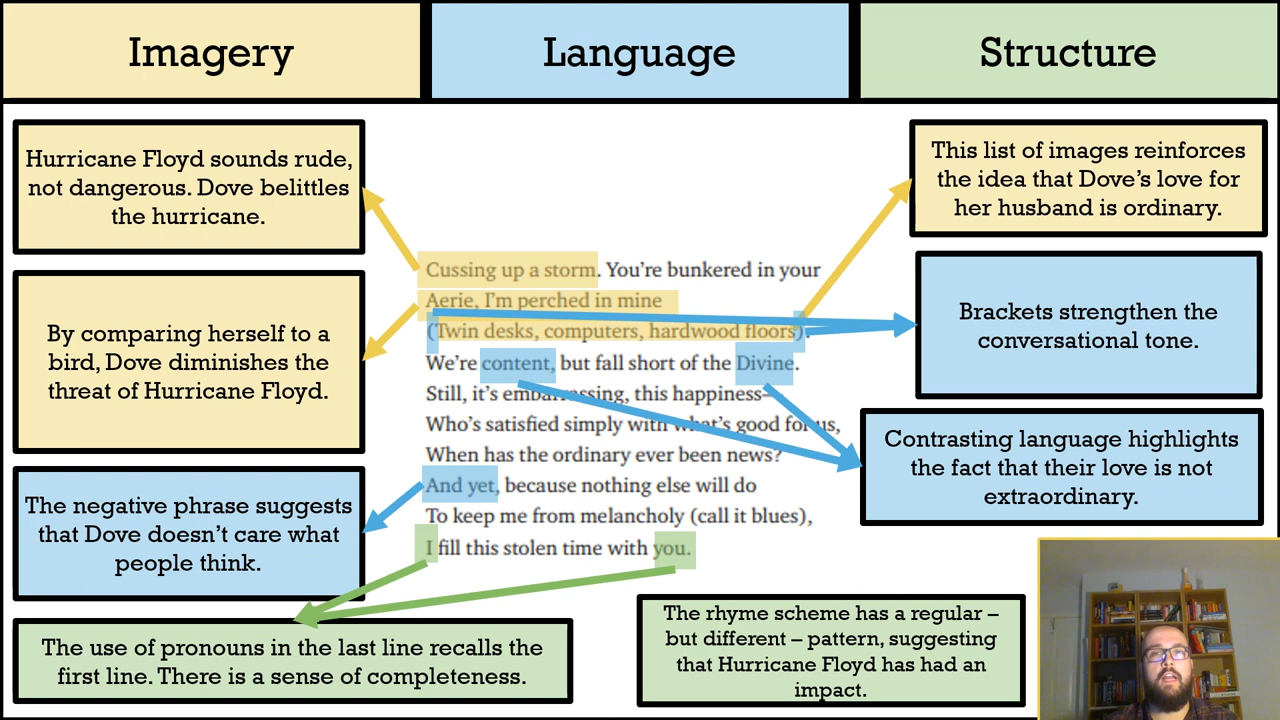 Imagery
Language
Structure
Hurricane Floyd sounds rude,
not dangerous. Dove belittles
the hurricane.
By comparing herself to a
bird, Dove diminishes the
threat of Hurricane Floyd.
The negative phrase suggests
that Dove doesn't care what
people think.
The use of pronouns in the last line recalls the
first line. There is a sense of completeness.
Cussing up a storm. You're bunkered in your
Aerie, I'm perched in mine
(Twin desks, computers, hardwood floors).
We're content, but fall short of the Divine.
Still, it's embarrassing, this happiness—
Who's satisfied simply with what's good for us,
When has the ordinary ever been news?
And yet, because nothing else will do
To keep me from melancholy (call it blues),
I fill this stolen time with you.
This list of images reinforces
the idea that Dove's love for
her husband is ordinary.
Brackets strengthen the
conversational tone.
Contrasting language highlights
the fact that their love is not
extraordinary.
The rhyme scheme has a regular –
but different – pattern, suggesting
that Hurricane Floyd has had an
impact.